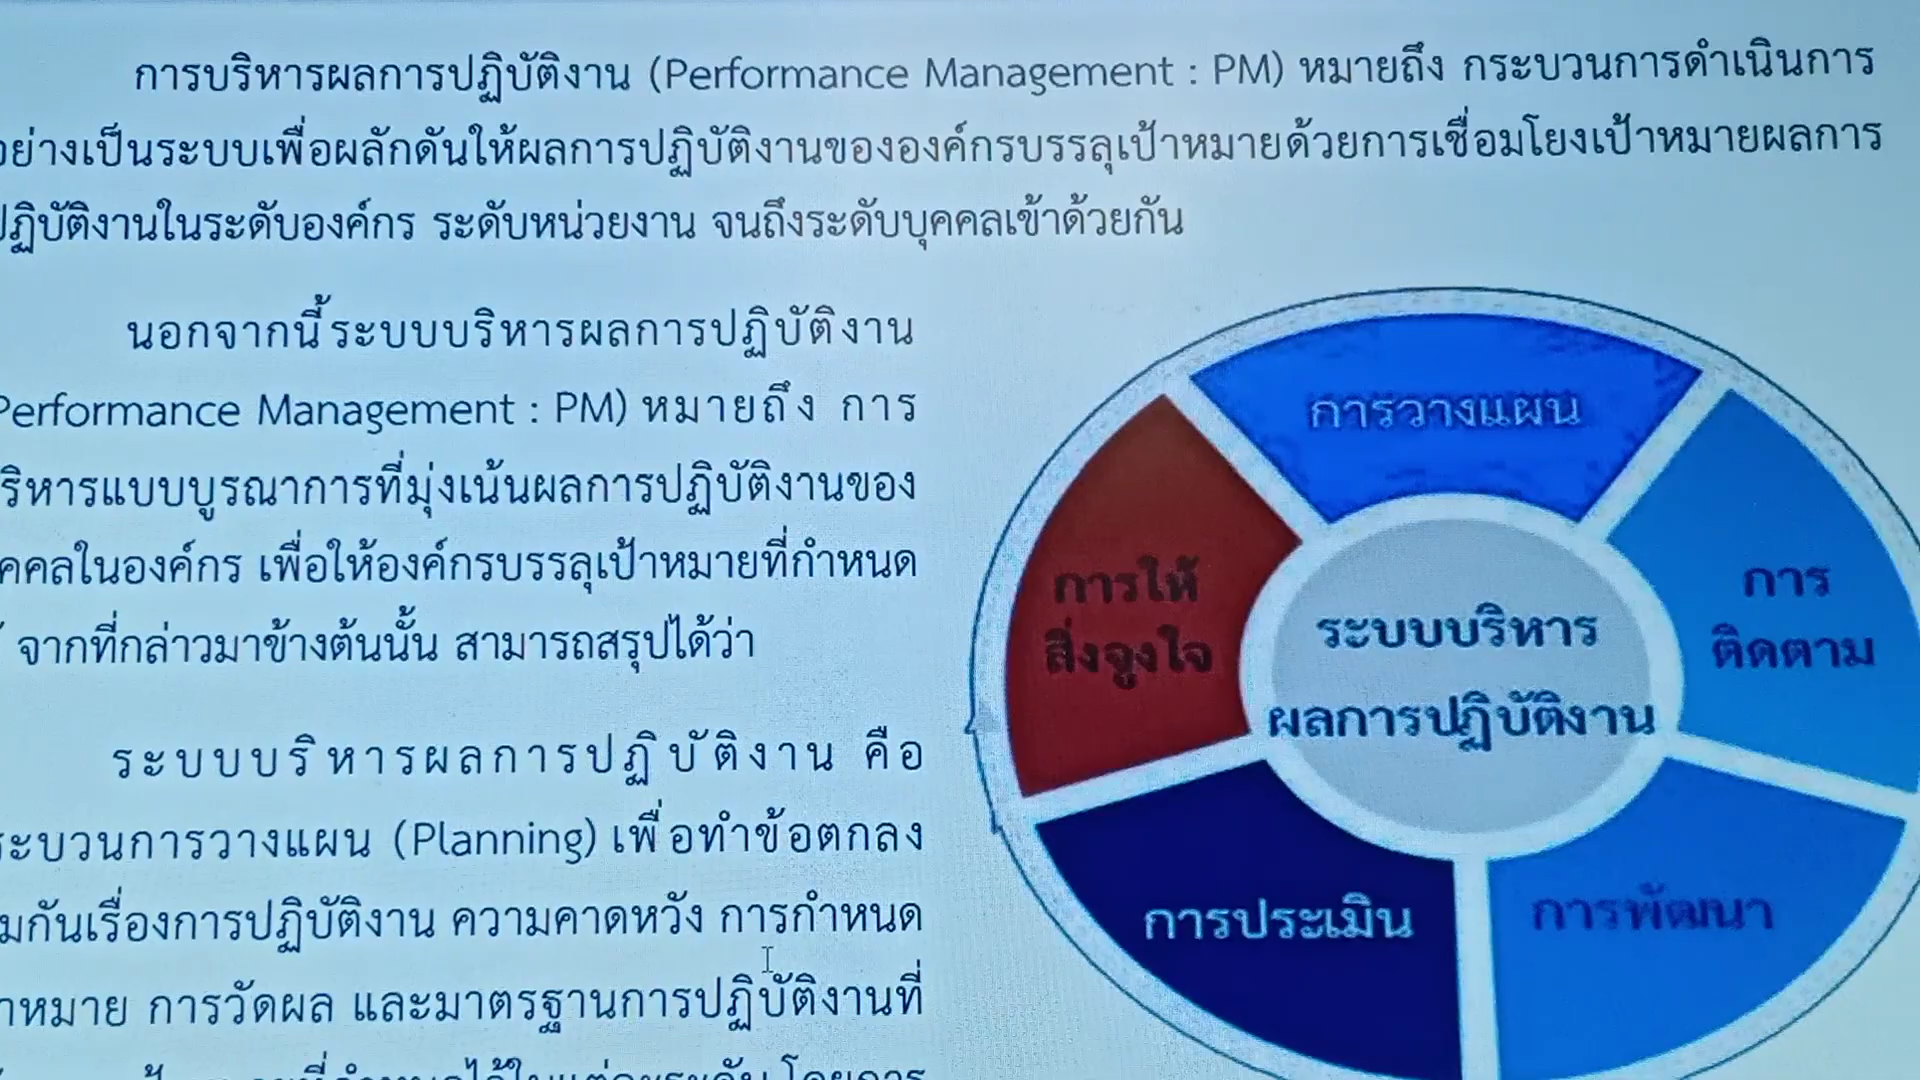 การบริหารผลการปฏิบัติงาน (Performance Management : PM) หมายถึง กระบวนการดำเนินการ
อย่างเป็นระบบเพื่อผลักดันให้ผลการปฏิบัติงานขององค์กรบรรลุเป้าหมายด้วยการเชื่อมโยงเป้าหมายผลการ
ปฏิบัติงานในระดับองค์กร ระดับหน่วยงาน จนถึงระดับบุคคลเข้าด้วยกัน
นอกจากนี้ระบบบริหารผลการปฏิบัติงาน
Performance Management : PM) หมายถึง การ
ริหารแบบบูรณาการที่มุ่งเน้นผลการปฏิบัติงานของ
คคลในองค์กร เพื่อให้องค์กรบรรลุเป้าหมายที่กำหนด
จากที่กล่าวมาข้างต้นนั้น สามารถสรุปได้ว่า
ระบบบริหารผลการปฏิบัติงาน คือ
ระบวนการวางแผน (Planning) เพื่อทำข้อตกลง
มกันเรื่องการปฏิบัติงาน ความคาดหวัง การกำหนด
าหมาย การวัดผล และมาตรฐานการปฏิบัติงานที่
การวางแผน
การให้
สิ่งจูงใจ
การ
ติดตาม
ระบบบริหาร
ผลการปฏิบัติงาน
การประเมิน
การพัฒนา